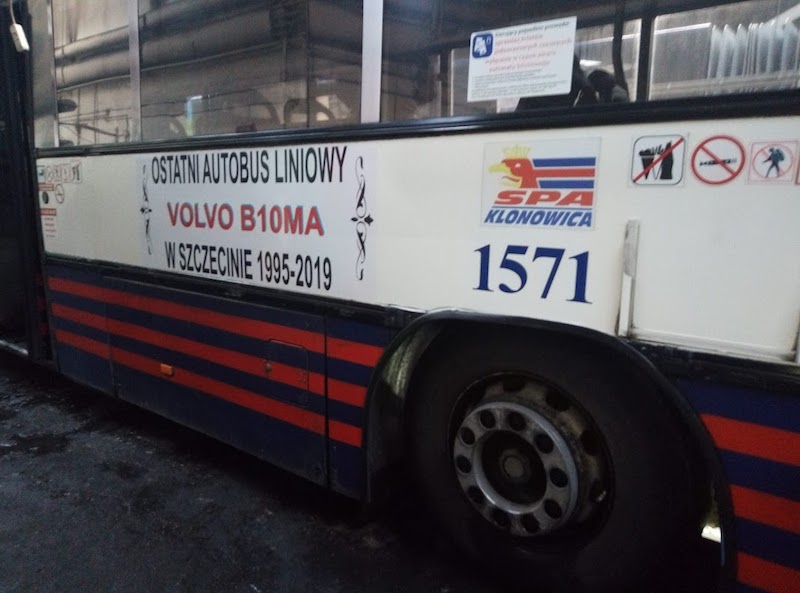 OSTATNI AUTOBUS LINIOWY
VOLVO B10MA
W SZCZECINIE 1995-2019
SPA
KLONOWICA
1571